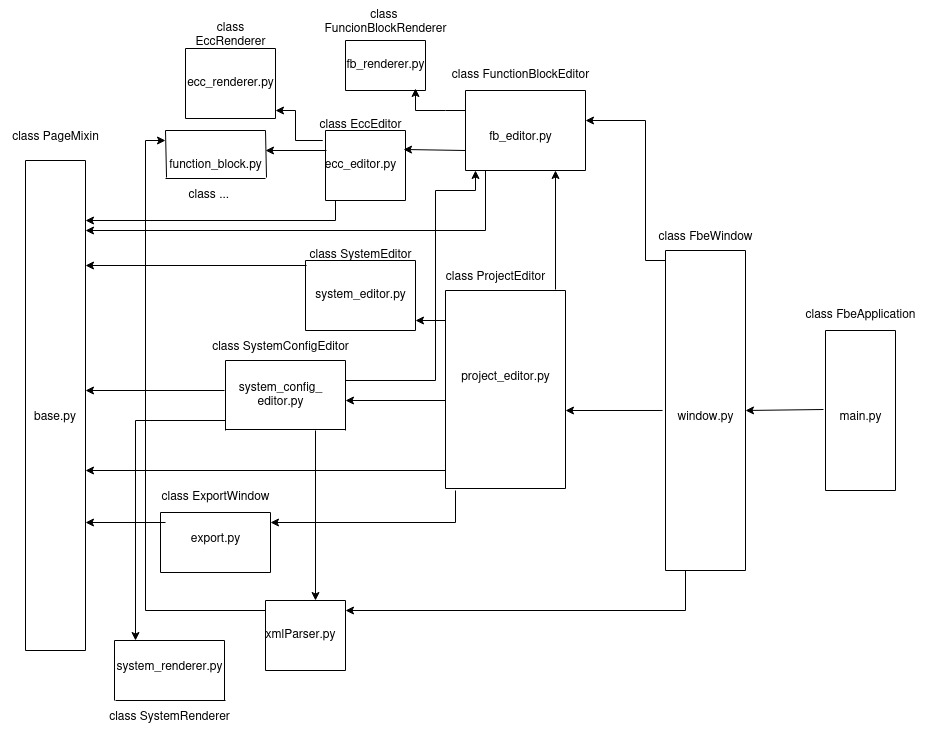 class
FuncionBlockRenderer
fb_renderer.py
class
EccRenderer
ecc_renderer.py
class FunctionBlockEditor
fb_editor.py
class EccEditor
ecc_editor.py
class PageMixin
function_block.py
class ...
class FbeWindow
class SystemEditor
system_editor.py
class ProjectEditor
project_editor.py
class FbeApplication
class SystemConfigEditor
system_config_
editor.py
base.py
window.py
main.py
class ExportWindow
export.py
xmlParser.py
system_renderer.py
class SystemRenderer